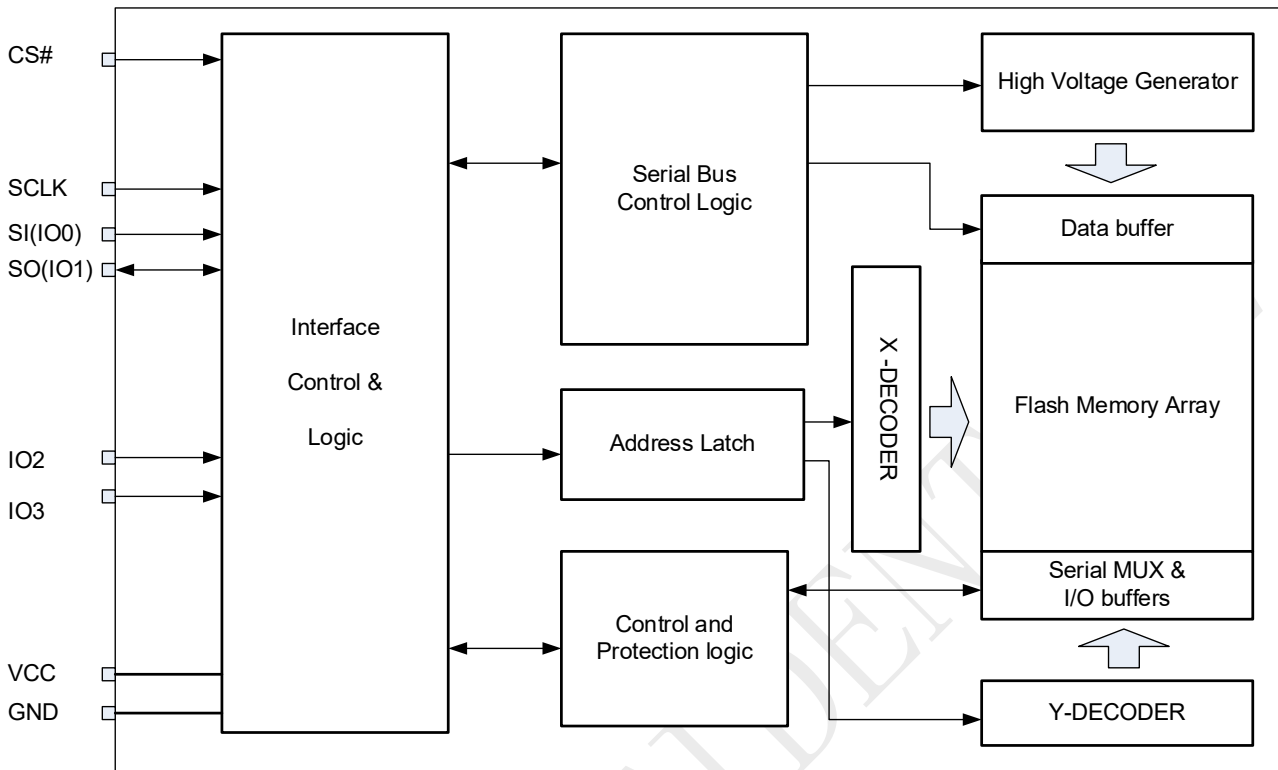 CS#
SCLK
SI(IO0)
SO(IO1)
IO2
IO3
VCC
GND
Interface
Control &
Logic
Serial Bus
Control Logic
Address Latch
Control and
Protection logic
X -DECODER
High Voltage Generator
Data buffer
Flash Memory Array
Serial MUX &
I/O buffers
Y-DECODER